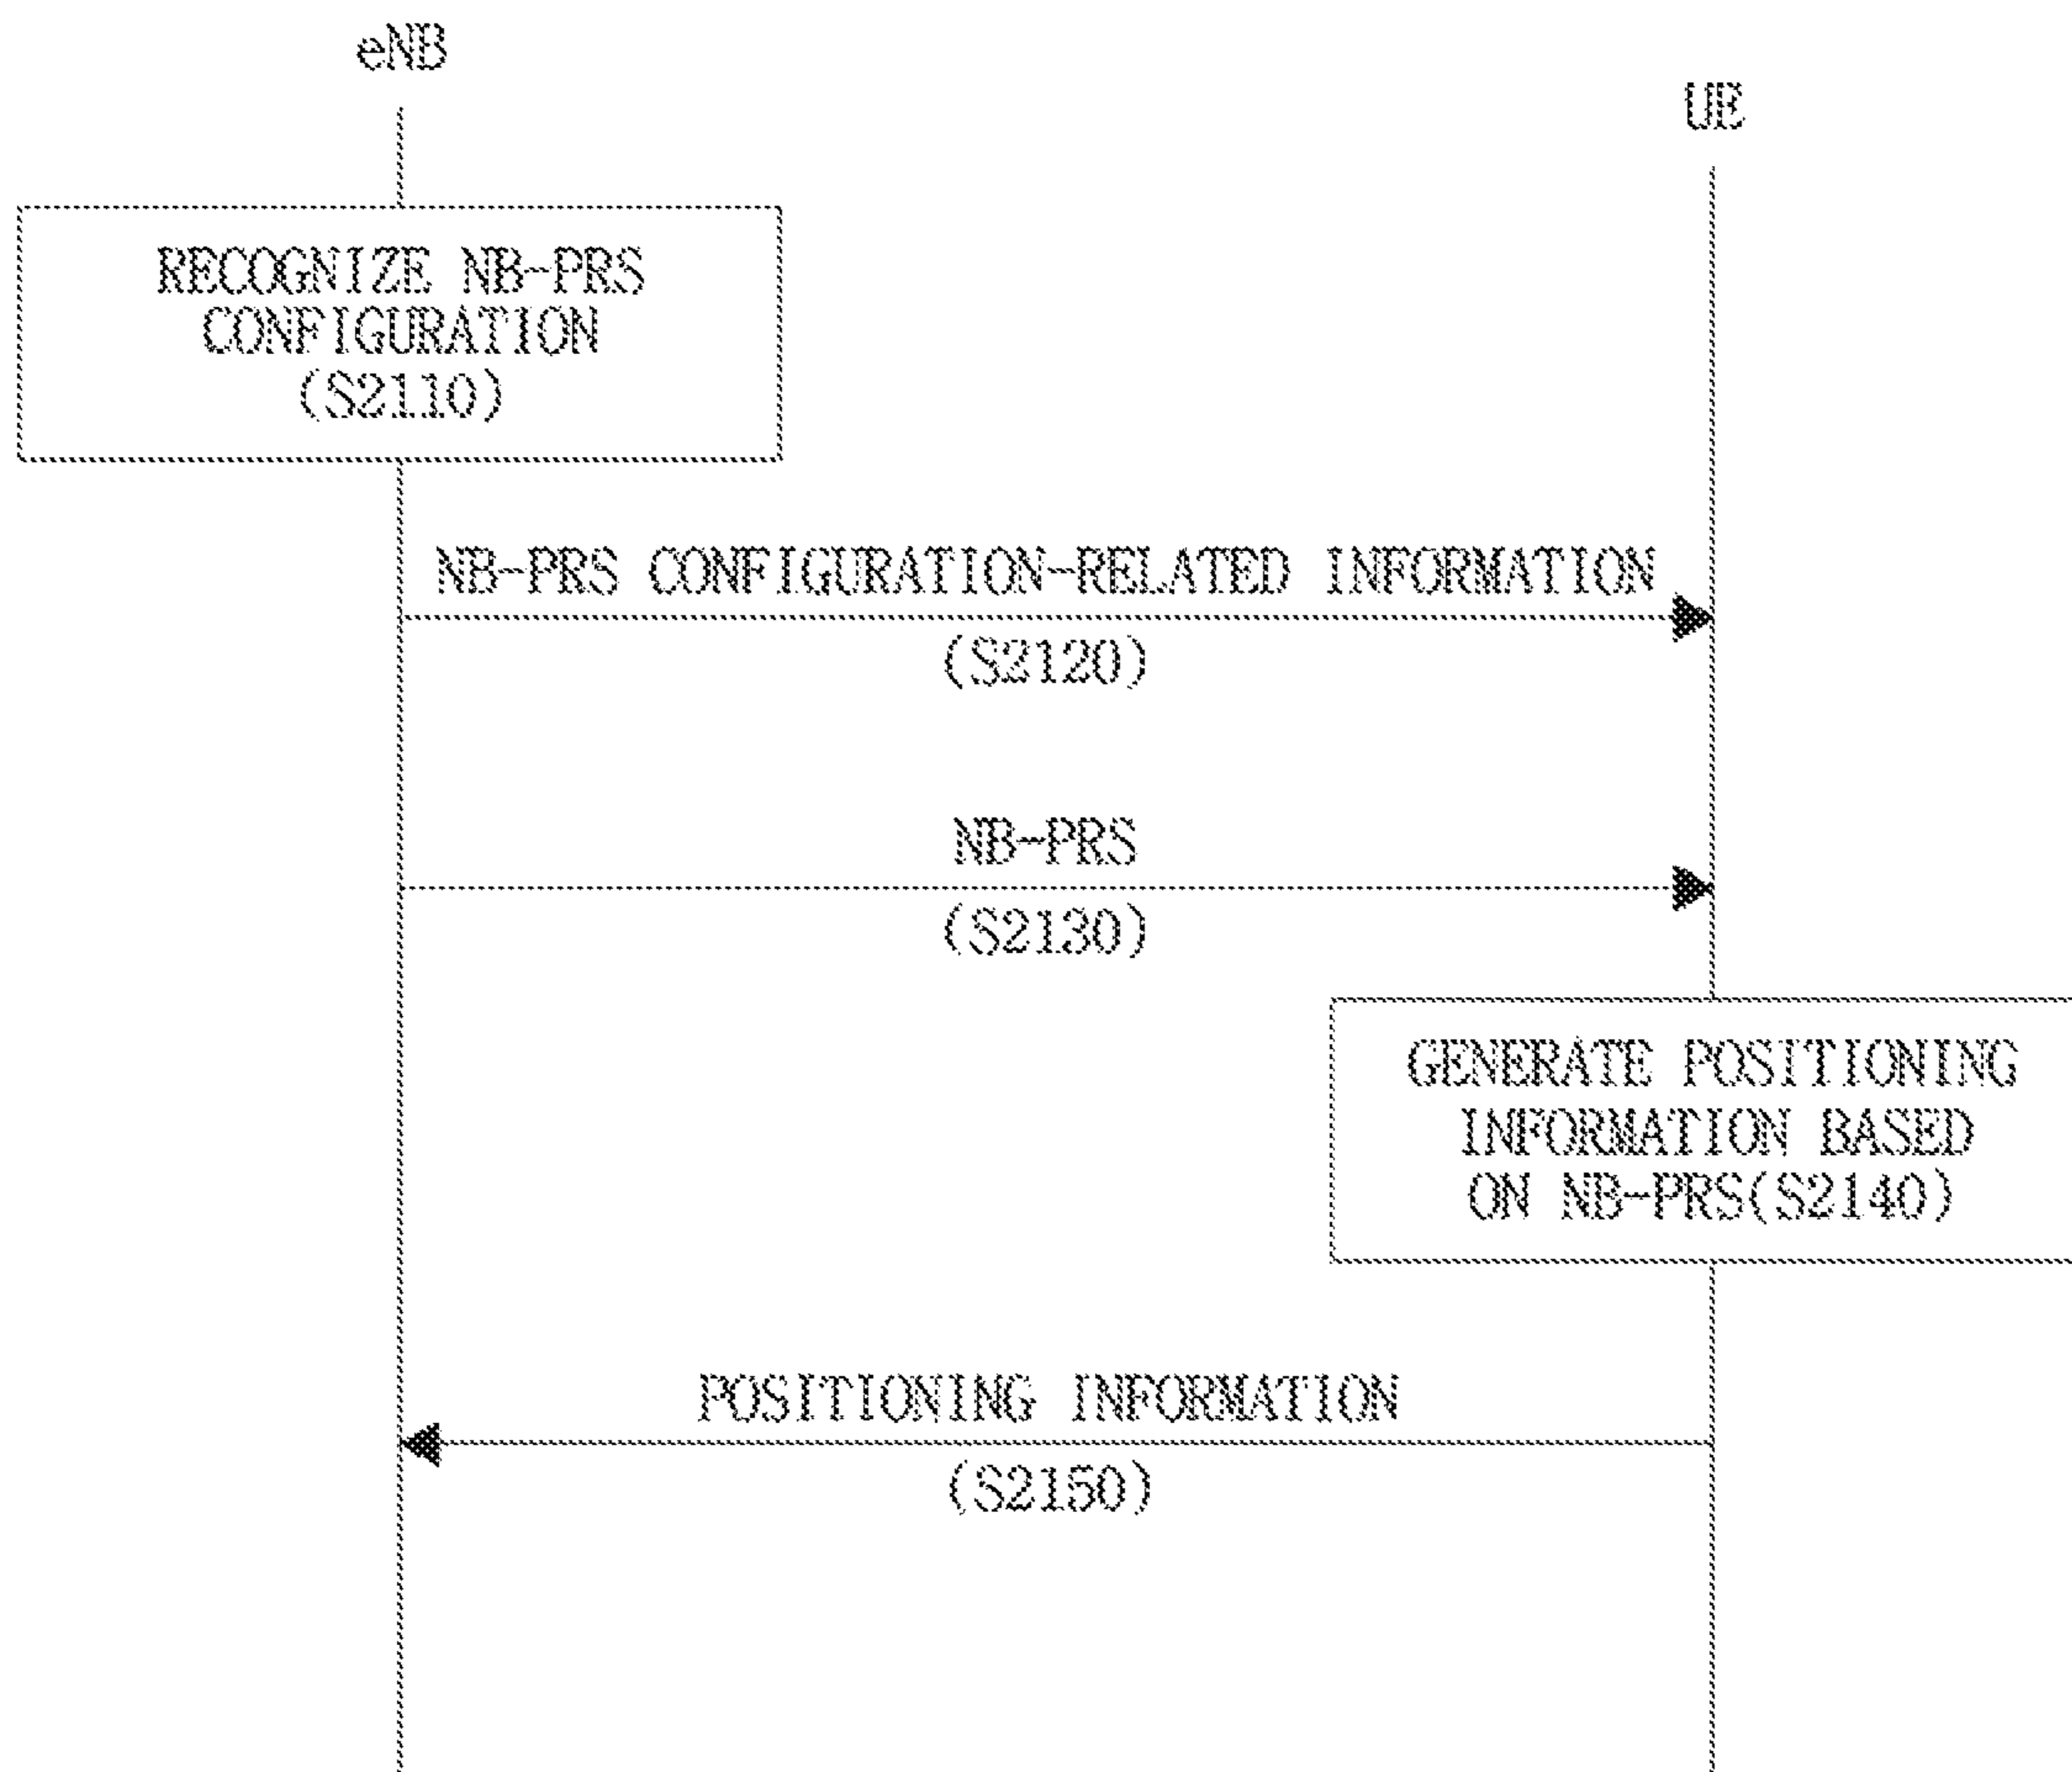 eNB
UE
RECOGNIZE NB-PRS
CONFIGURATION
(S2110)
NB-PRS CONFIGURATION-RELATED INFORMATION
(S2120)
NB-PRS
(S2130)
GENERATE POSITIONING
INFORMATION BASED
ON NB-PRS(S2140)
POSITIONING INFORMATION
(S2150)